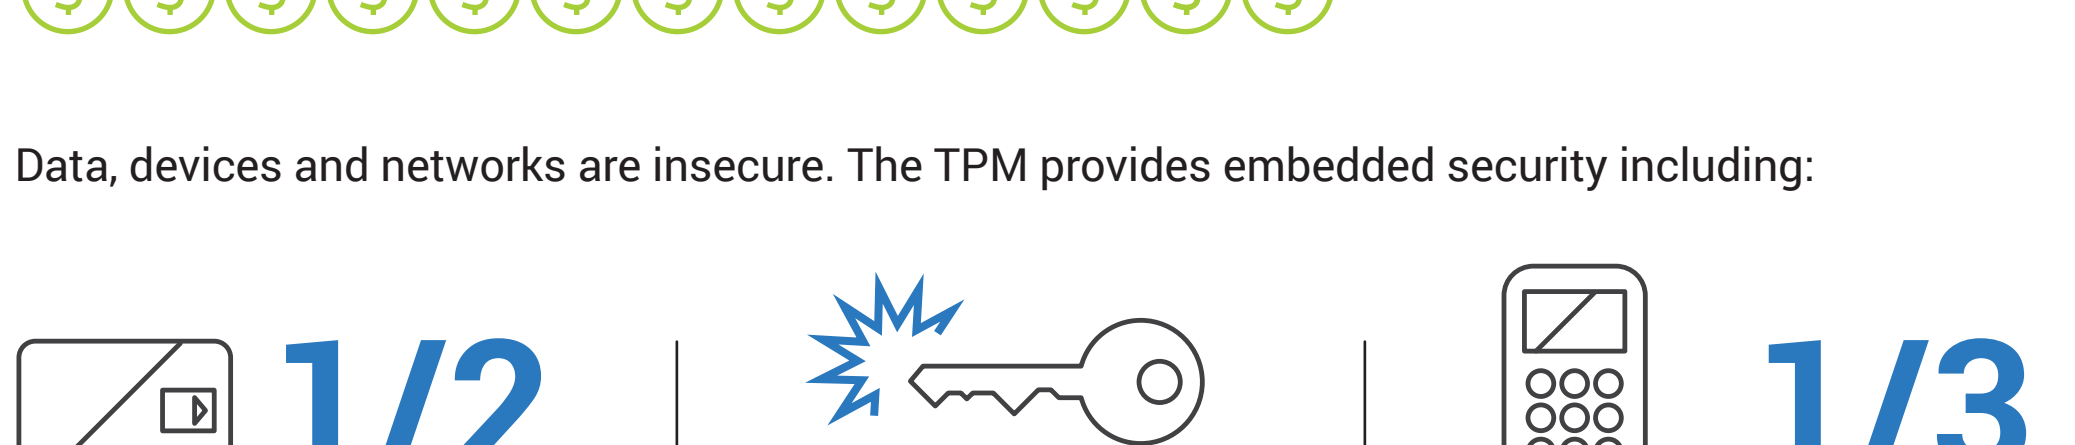 $ $ $ $ $ $ $ $ $ $ $ $ $
Data, devices and networks are insecure. The TPM provides embedded security including:
1/2 1/3